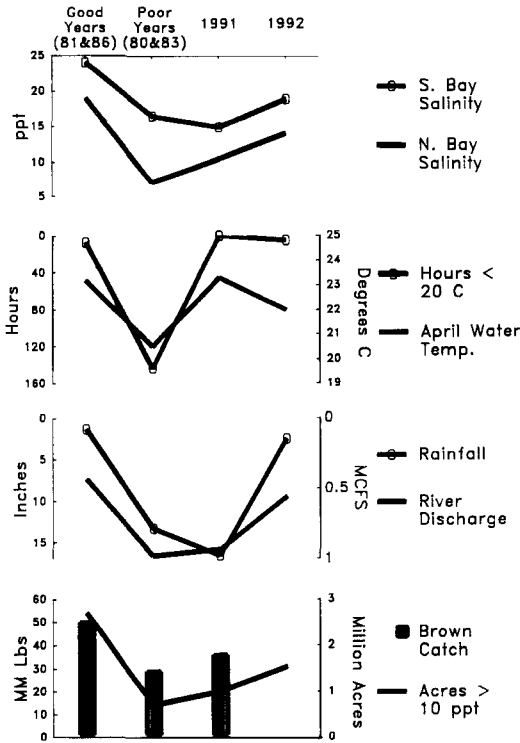 Good Years (81&86)
Poor Years (80&83)
1991
1992
25
20
15
10
5
ppt
S. Bay Salinity
N. Bay Salinity
0
40
80
120
160
Hours
25
24
23
22
21
20
19
Degrees C
Hours < 20 C
April Water Temp.
0
5
10
15
Inches
0
0.5
1
MCFS
Rainfall
River Discharge
60
50
40
30
20
10
0
MM Lbs
3
2
1
0
Million Acres
Brown Catch
Acres > 10 ppt